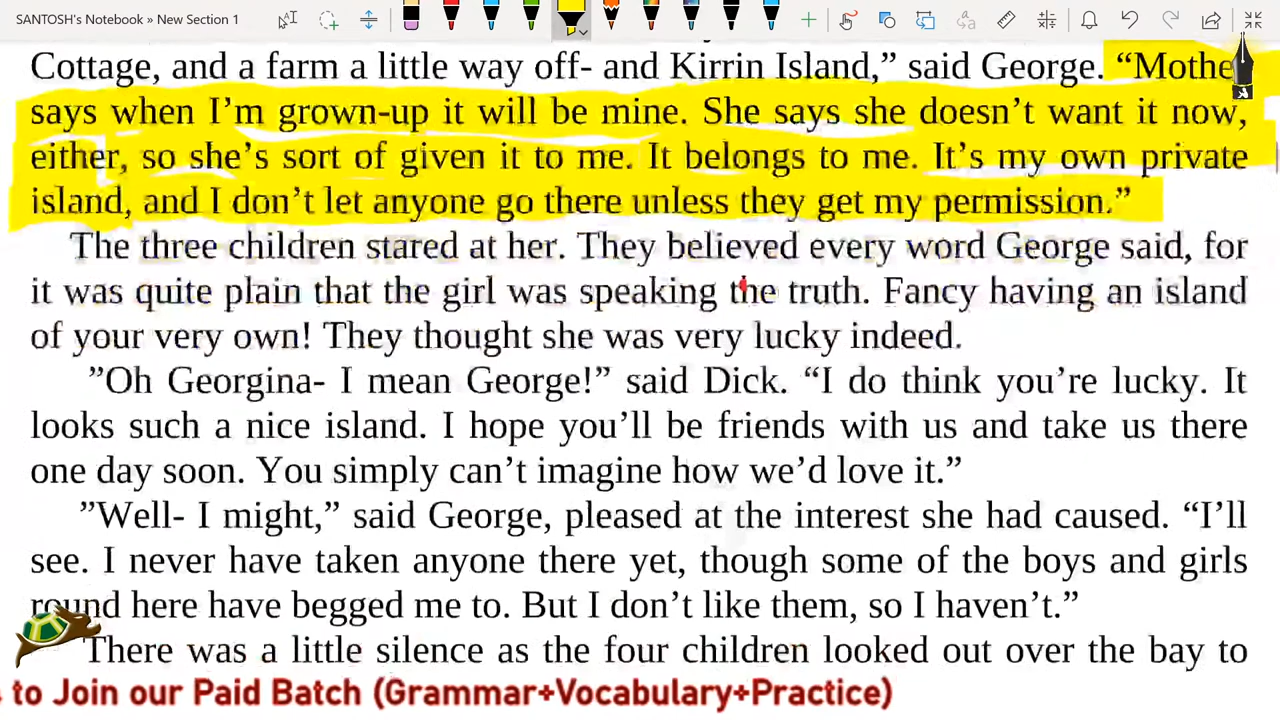 SANTOSH's Notebook » New Section 1
Cottage, and a farm a little way off- and Kirrin Island,” said George. “Mothe
says when I’m grown-up it will be mine. She says she doesn’t want it now,
either, so she’s sort of given it to me. It belongs to me. It’s my own private
island, and I don’t let anyone go there unless they get my permission.”
The three children stared at her. They believed every word George said, for
it was quite plain that the girl was speaking the truth. Fancy having an island
of your very own! They thought she was very lucky indeed.
”Oh Georgina- I mean George!” said Dick. “I do think you’re lucky. It
looks such a nice island. I hope you’ll be friends with us and take us there
one day soon. You simply can’t imagine how we’d love it.”
”Well- I might,” said George, pleased at the interest she had caused. “I’ll
see. I never have taken anyone there yet, though some of the boys and girls
round here have begged me to. But I don’t like them, so I haven’t.”
There was a little silence as the four children looked out over the bay to
to Join our Paid Batch (Grammar+Vocabulary+Practice)